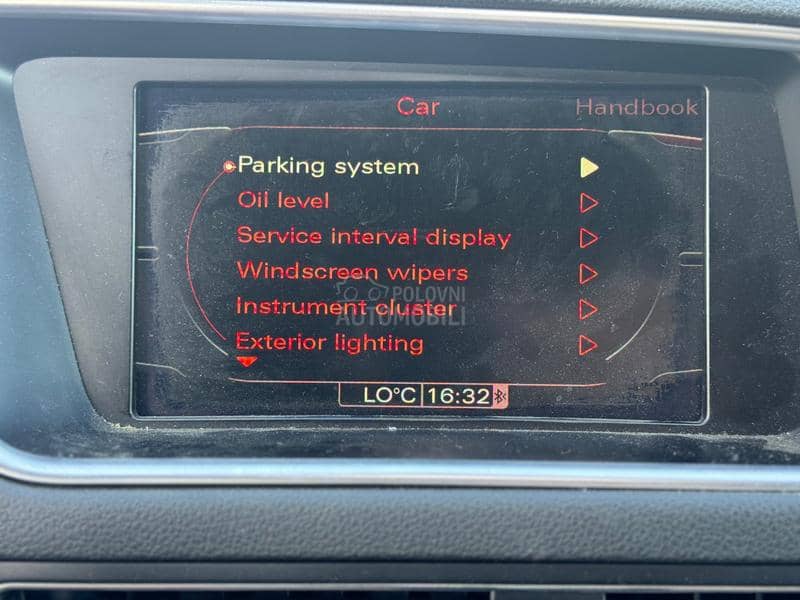 Car Handbook
Parking system
Oil level
Service interval display
Windscreen wipers
POLOVNI
Instrument cluster
AUTOMOBILI
Exterior lighting
LO°C 16:32